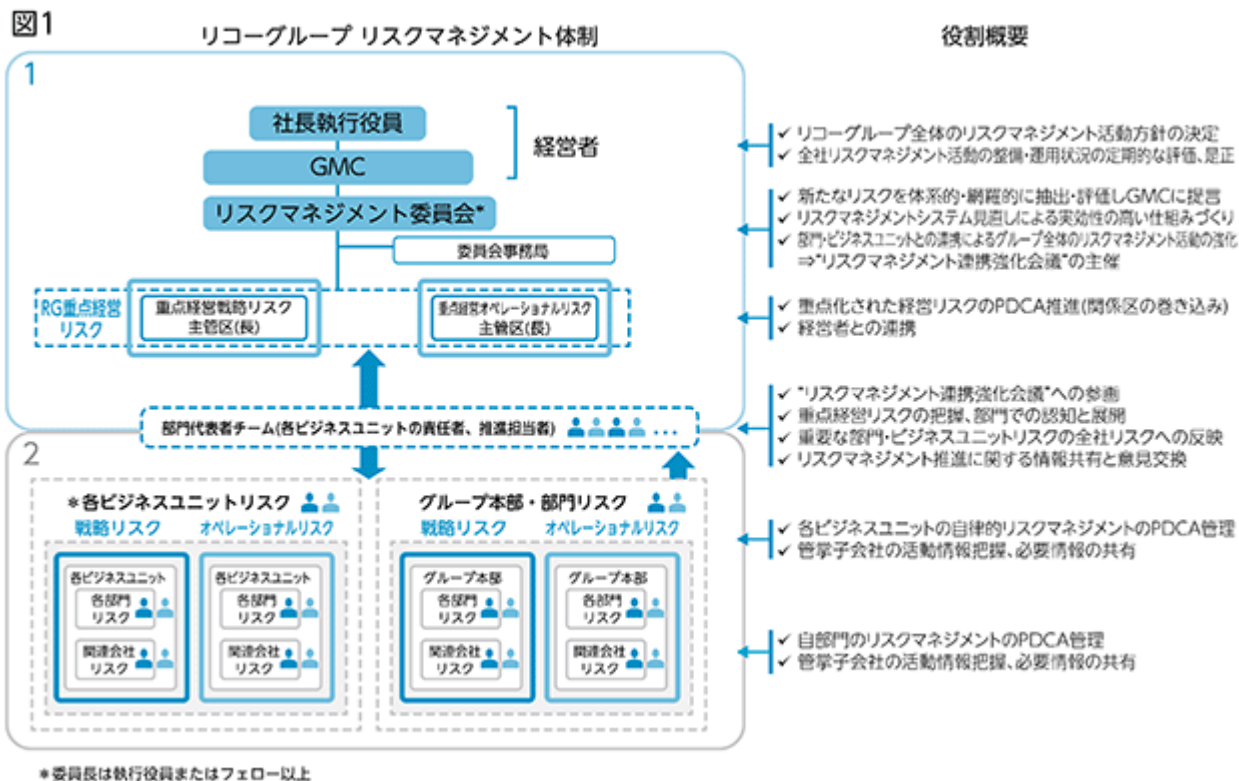 図1
リコーグループ リスクマネジメント体制
役割概要
1
社長執行役員
GMC
経営者
リスクマネジメント委員会*
委員会事務局
RG重点経営
リスク
重点経営戦略リスク
主管区(長)
重点経営オペレーショナルリスク
主管区(長)
部門代表者チーム(各ビジネスユニットの責任者、推進担当者) ...
2
*各ビジネスユニットリスク
戦略リスク オペレーショナルリスク
各ビジネスユニット
各部門
リスク
関連会社
リスク
各ビジネスユニット
各部門
リスク
関連会社
リスク
グループ本部・部門リスク
戦略リスク オペレーショナルリスク
グループ本部
各部門
リスク
関連会社
リスク
グループ本部
各部門
リスク
関連会社
リスク
✓ リコーグループ全体のリスクマネジメント活動方針の決定
✓ 全社リスクマネジメント活動の整備・運用状況の定期的な評価、是正
✓ 新たなリスクを体系的・網羅的に抽出・評価しGMCに提言
✓ リスクマネジメントシステム見直しによる実効性の高い仕組みづくり
✓ 部門・ビジネスユニットとの連携によるグループ全体のリスクマネジメント活動の強化
⇒"リスクマネジメント連携強化会議"の主催
✓ 重点化された経営リスクのPDCA推進(関係区の巻き込み)
✓ 経営者との連携
✓ "リスクマネジメント連携強化会議"への参画
✓ 重点経営リスクの把握、部門での認知と展開
✓ 重要な部門・ビジネスユニットリスクの全社リスクへの反映
✓ リスクマネジメント推進に関する情報共有と意見交換
✓ 各ビジネスユニットの自律的リスクマネジメントのPDCA管理
✓ 管掌子会社の活動情報把握、必要情報の共有
✓ 自部門のリスクマネジメントのPDCA管理
✓ 管掌子会社の活動情報把握、必要情報の共有
*委員長は執行役員またはフェロー以上